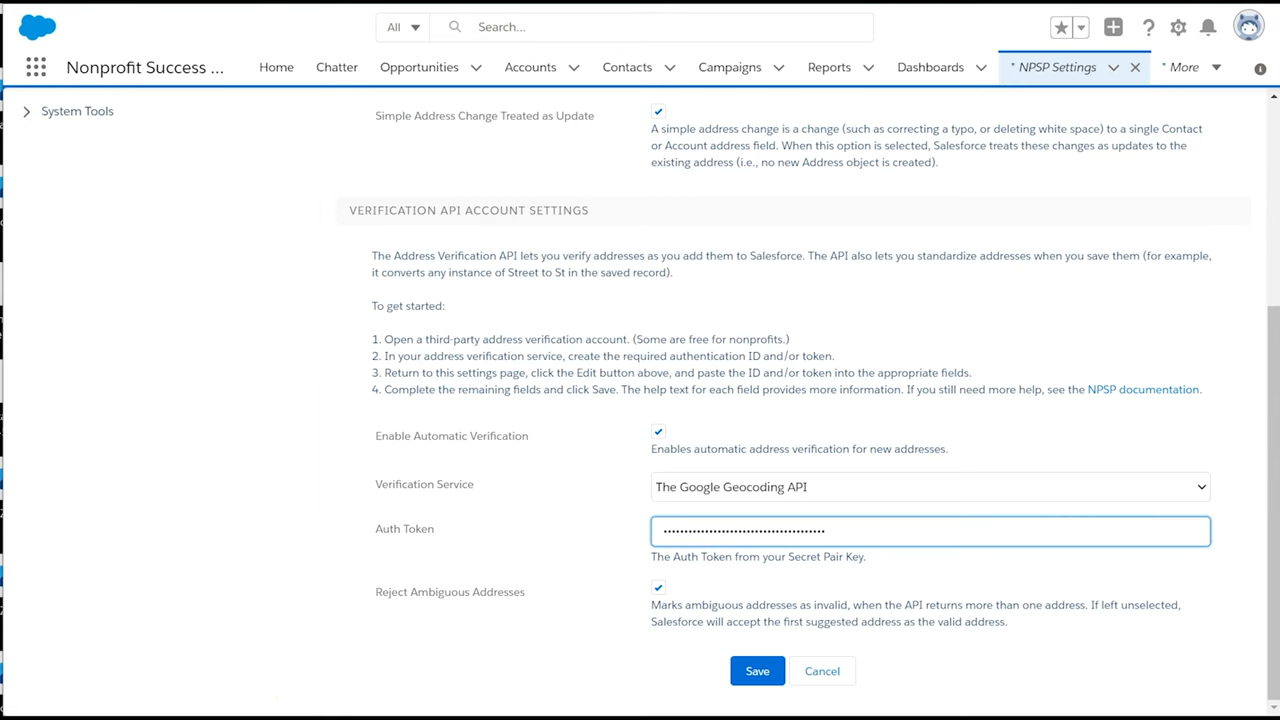 All
Search...
Nonprofit Success ...
Home
Chatter
Opportunities
Accounts
Contacts
Campaigns
Reports
Dashboards
* NPSP Settings
* More
System Tools
Simple Address Change Treated as Update
A simple address change is a change (such as correcting a typo, or deleting white space) to a single Contact
or Account address field. When this option is selected, Salesforce treats these changes as updates to the
existing address (i.e., no new Address object is created).
VERIFICATION API ACCOUNT SETTINGS
The Address Verification API lets you verify addresses as you add them to Salesforce. The API also lets you standardize addresses when you save them (for example,
it converts any instance of Street to St in the saved record).
To get started:
1. Open a third-party address verification account. (Some are free for nonprofits.)
2. In your address verification service, create the required authentication ID and/or token.
3. Return to this settings page, click the Edit button above, and paste the ID and/or token into the appropriate fields.
4. Complete the remaining fields and click Save. The help text for each field provides more information. If you still need more help, see the NPSP documentation.
Enable Automatic Verification
Enables automatic address verification for new addresses.
Verification Service
The Google Geocoding API
Auth Token
The Auth Token from your Secret Pair Key.
Reject Ambiguous Addresses
Marks ambiguous addresses as invalid, when the API returns more than one address. If left unselected,
Salesforce will accept the first suggested address as the valid address.
Save
Cancel